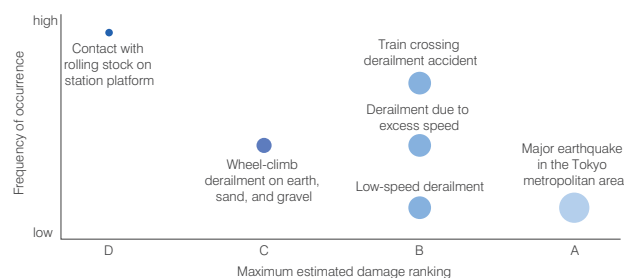 high
Frequency of occurrence
low
Contact with
rolling stock on
station platform
Wheel-climb
derailment on earth,
sand, and gravel
Train crossing
derailment accident
Derailment due to
excess speed
Low-speed derailment
Major earthquake
in the Tokyo
metropolitan area
D
C
B
A
Maximum estimated damage ranking